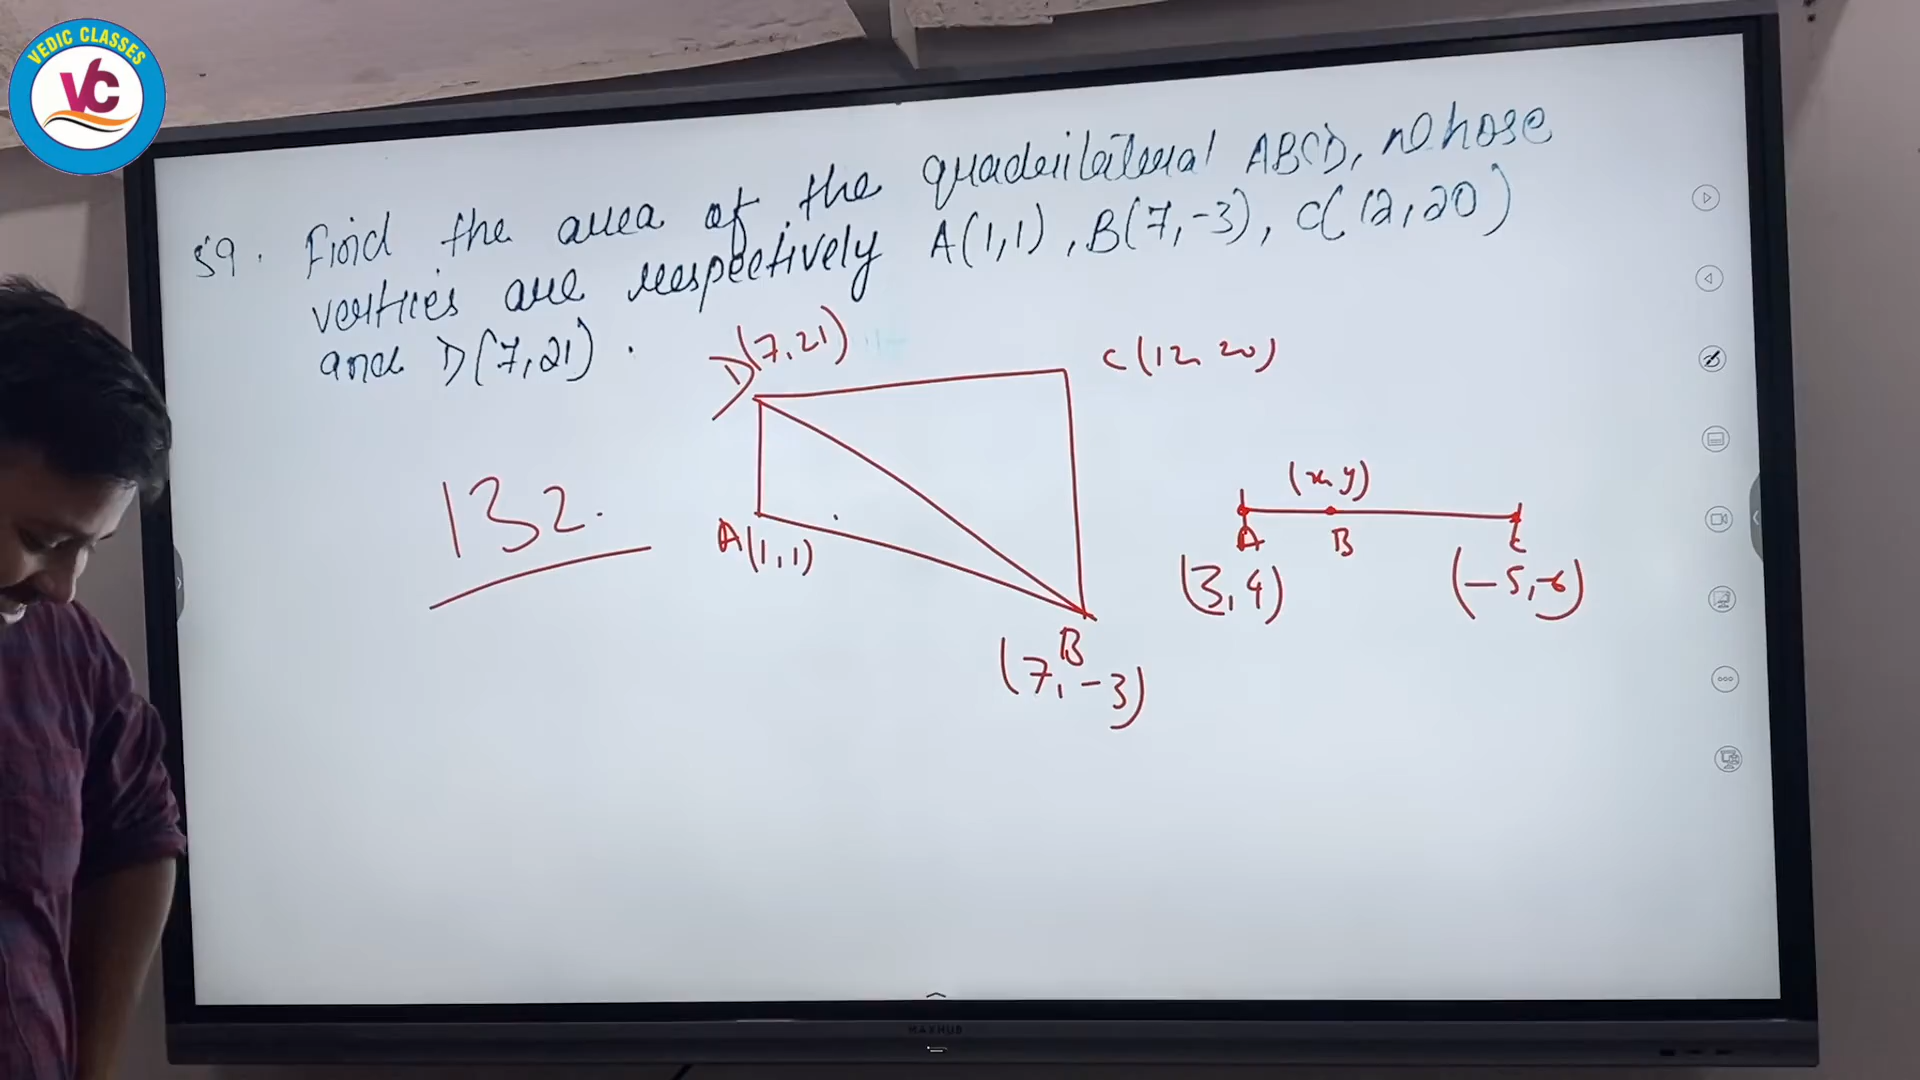 VEDIC CLASSES
VC
59. Find the area of the quadrilateral ABCD, whose
vertices are respectively A(1,1), B(7,-3), C(12,20)
and D(7,21).
D(7,21)
C(12, 20)
132.
A(1,1)
B
(7,-3)
(x, y)
A B C
(3,4) (-5,-6)
MAXHUB